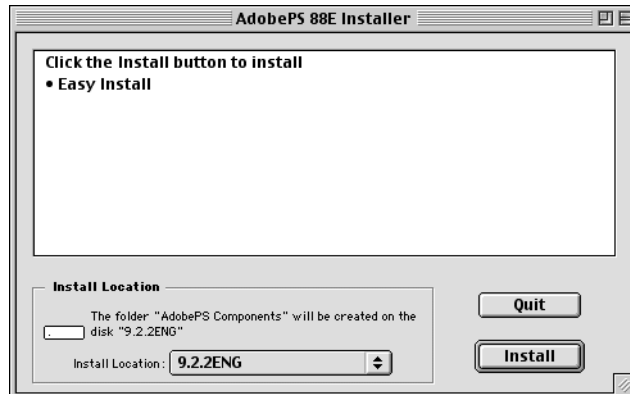 AdobePS 88E Installer
Click the Install button to install
• Easy Install
Install Location
The folder "AdobePS Components" will be created on the
disk "9.2.2ENG"
Install Location: 9.2.2ENG
Quit
Install